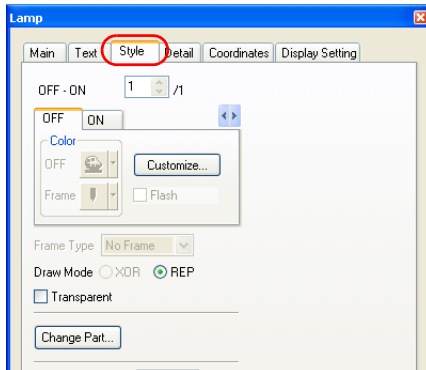 Lamp
Main Text Style Detail Coordinates Display Setting
OFF - ON 1 /1
OFF ON
Color
OFF Customize...
Frame Flash
Frame Type No Frame
Draw Mode XOR REP
Transparent
Change Part...